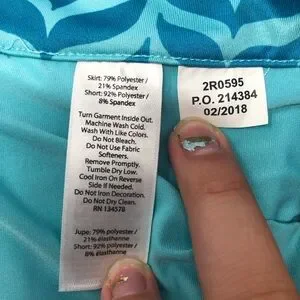 Skirt: 79% Polyester /
21% Spandex
Short: 92% Polyester /
8% Spandex
Turn Garment Inside Out.
Machine Wash Cold.
Wash With Like Colors.
Do Not Bleach.
Do Not Use Fabric
Softeners.
Remove Promptly.
Tumble Dry Low.
Cool Iron On Reverse
Side If Needed.
Do Not Iron Decoration.
Do Not Dry Clean.
RN 134578
Jupe: 79% polyester /
21% élasthanne
Short: 92% polyester /
8% élasthanne
2R0595
P.O. 214384
02/2018